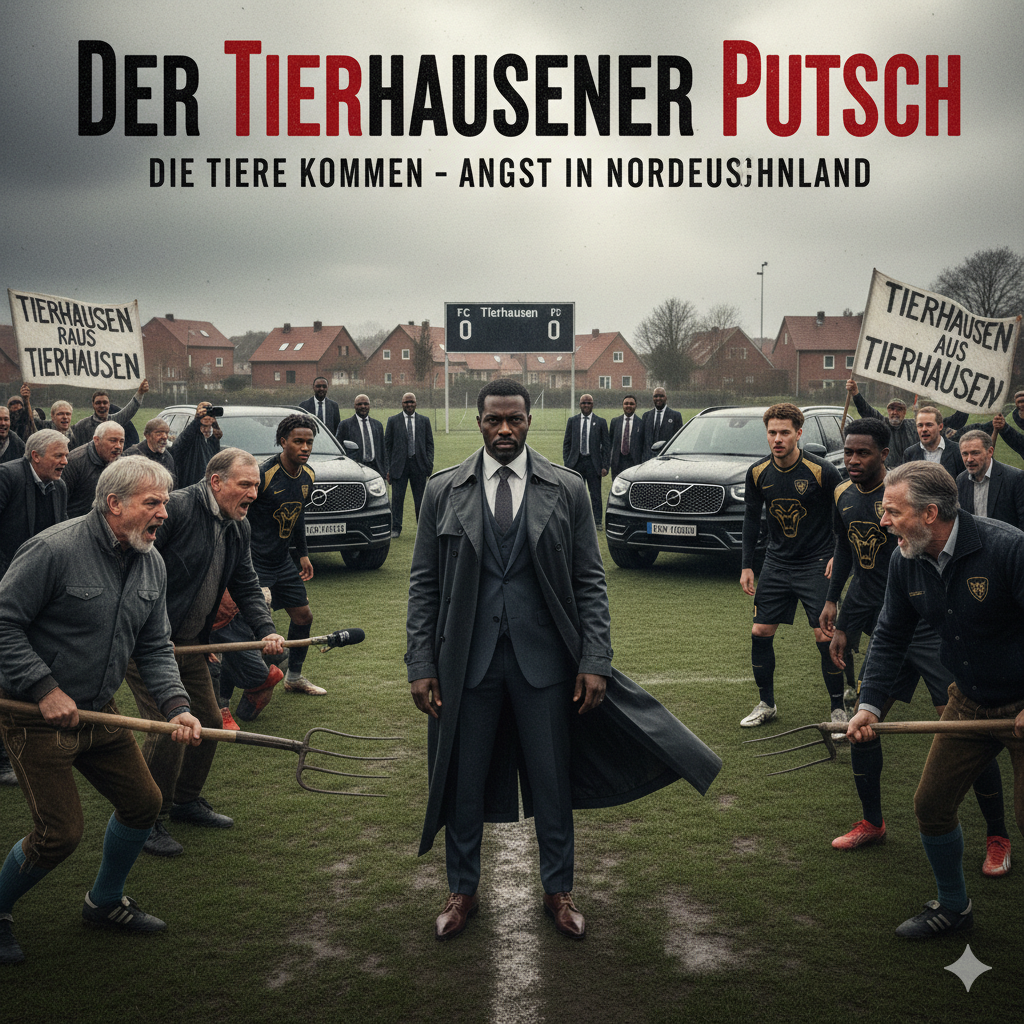 DER TIERHAUSENER PUTSCH
DIE TIERE KOMMEN - ANGST IN NORDEUSCHNLAND
TIERHAUSEN
RAUS
TIERHAUSEN
FC Tierhausen PD
0 0
TIERHAUSEN
AUS
TIERHAUSEN